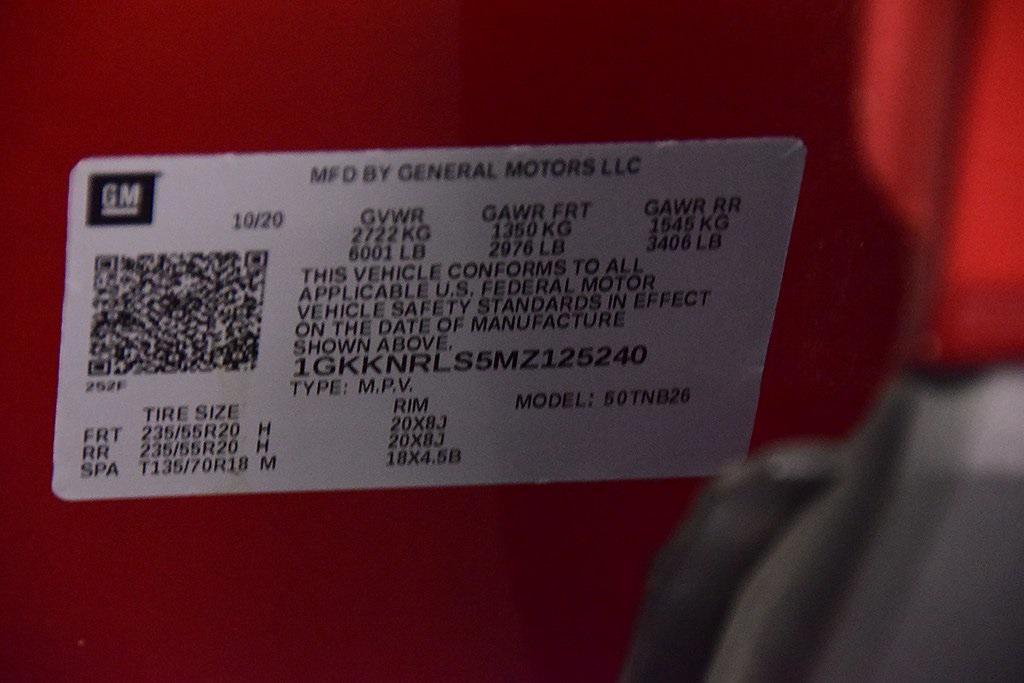 GM
MFD BY GENERAL MOTORS LLC
10/20
GVWR
2722 KG
6001 LB
GAWR FRT
1350 KG
2976 LB
GAWR RR
1545 KG
3406 LB
THIS VEHICLE CONFORMS TO ALL
APPLICABLE U.S. FEDERAL MOTOR
VEHICLE SAFETY STANDARDS IN EFFECT
ON THE DATE OF MANUFACTURE
SHOWN ABOVE.
1GKKNRLS5MZ125240
252F
TYPE: M.P.V.
MODEL: 50TNB26
TIRE SIZE RIM
FRT 235/55R20 H 20X8J
RR 235/55R20 H 20X8J
SPA T135/70R18 M 18X4.5B